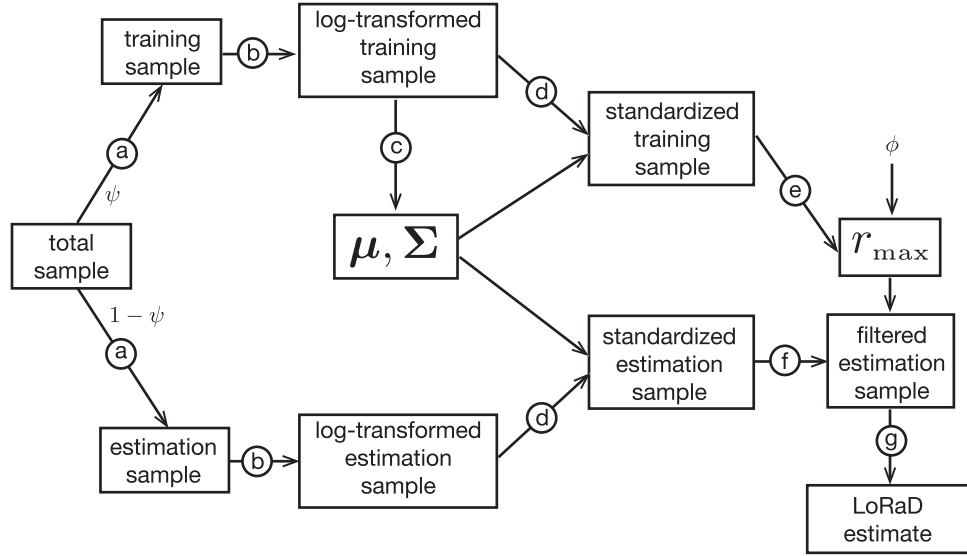 training
sample
b
log-transformed
training
sample
d
standardized
training
sample
a
ψ
c
e
ϕ
total
sample
μ, Σ
r max
1 − ψ
a
standardized
estimation
sample
f
filtered
estimation
sample
estimation
sample
b
log-transformed
estimation
sample
d
g
LoRaD
estimate